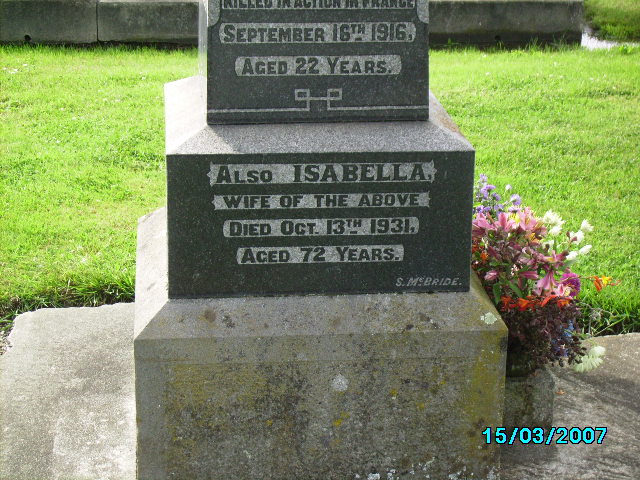 KILLED IN ACTION IN FRANCE
SEPTEMBER 16TH 1916,
AGED 22 YEARS.
ALSO ISABELLA,
WIFE OF THE ABOVE
DIED OCT. 13TH 1931,
AGED 72 YEARS.
S. McBRIDE.
15/03/2007